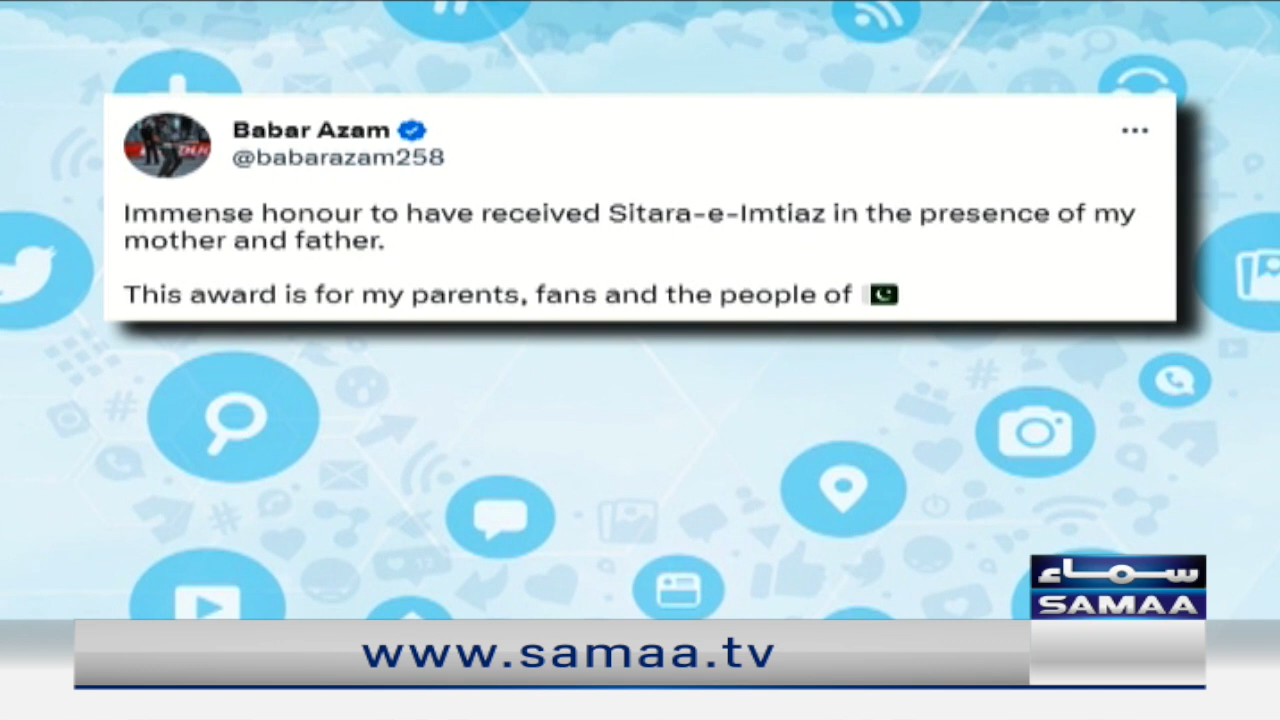 Babar Azam
@babarazam258
Immense honour to have received Sitara-e-Imtiaz in the presence of my
mother and father.
This award is for my parents, fans and the people of 🇵🇰
سماء
SAMAA
www.samaa.tv